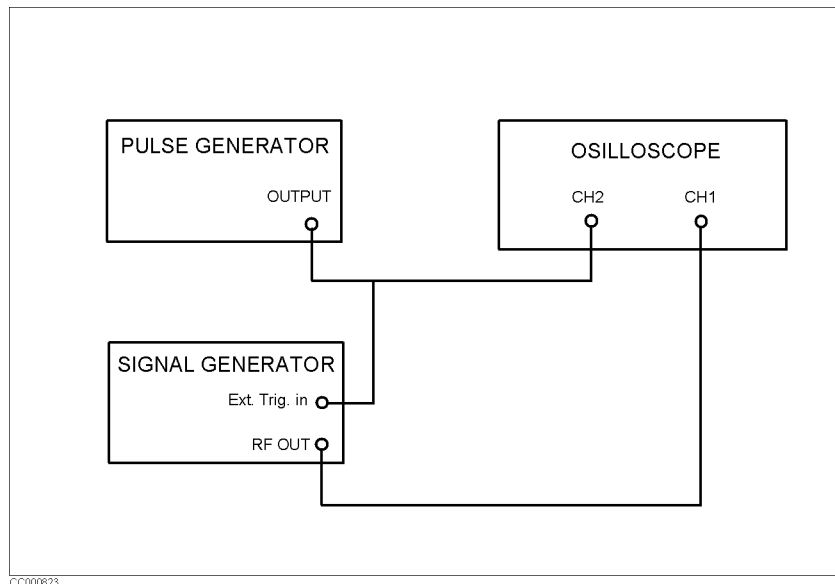 PULSE GENERATOR
OUTPUT
OSILLOSCOPE
CH2
CH1
SIGNAL GENERATOR
Ext. Trig. in
RF OUT
CC000823